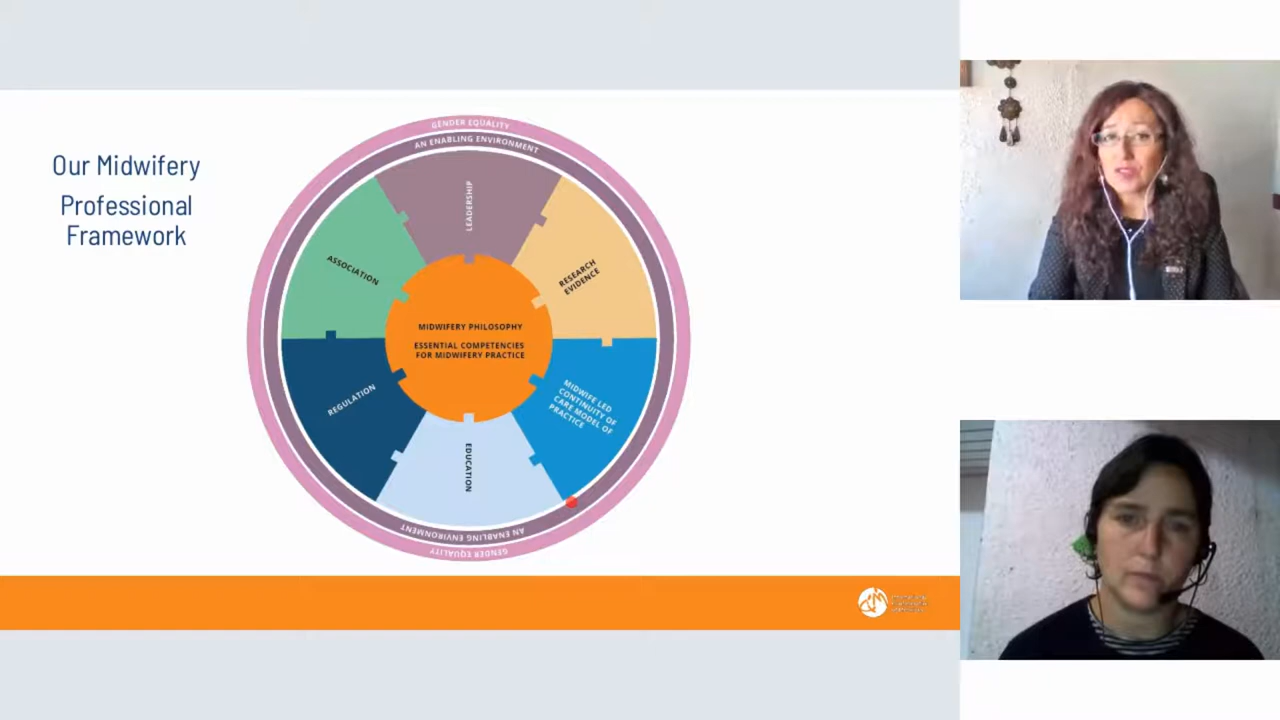 Our Midwifery
Professional
Framework
GENDER EQUALITY
AN ENABLING ENVIRONMENT
LEADERSHIP
ASSOCIATION
RESEARCH
EVIDENCE
MIDWIFERY PHILOSOPHY
ESSENTIAL COMPETENCIES
FOR MIDWIFERY PRACTICE
REGULATION
MIDWIFE LED
CONTINUITY OF
CARE MODEL OF
PRACTICE
EDUCATION
AN ENABLING ENVIRONMENT
GENDER EQUALITY